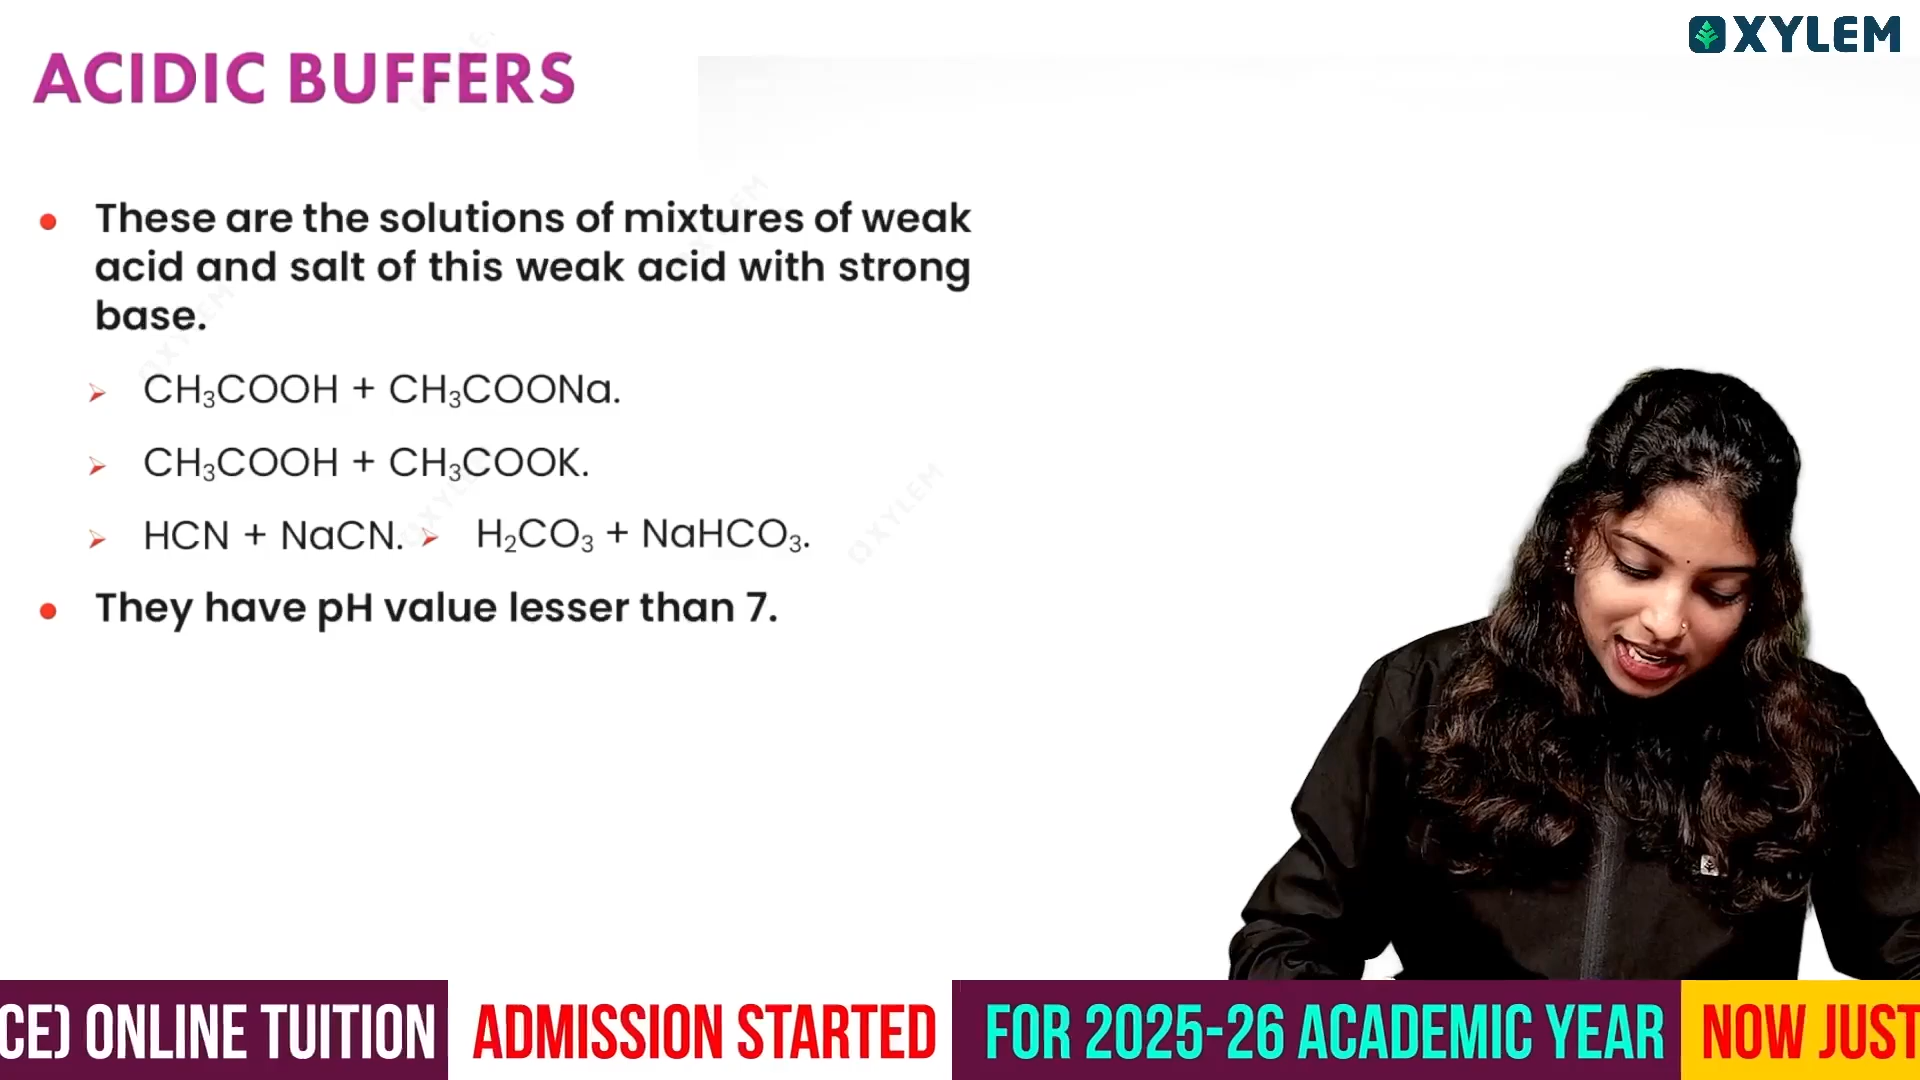 XYLEM
ACIDIC BUFFERS
These are the solutions of mixtures of weak
acid and salt of this weak acid with strong
base.
CH₃COOH + CH₃COONa.
CH₃COOH + CH₃COOK.
HCN + NaCN. H₂CO₃ + NaHCO₃.
They have pH value lesser than 7.
CE) ONLINE TUITION ADMISSION STARTED FOR 2025-26 ACADEMIC YEAR NOW JUST